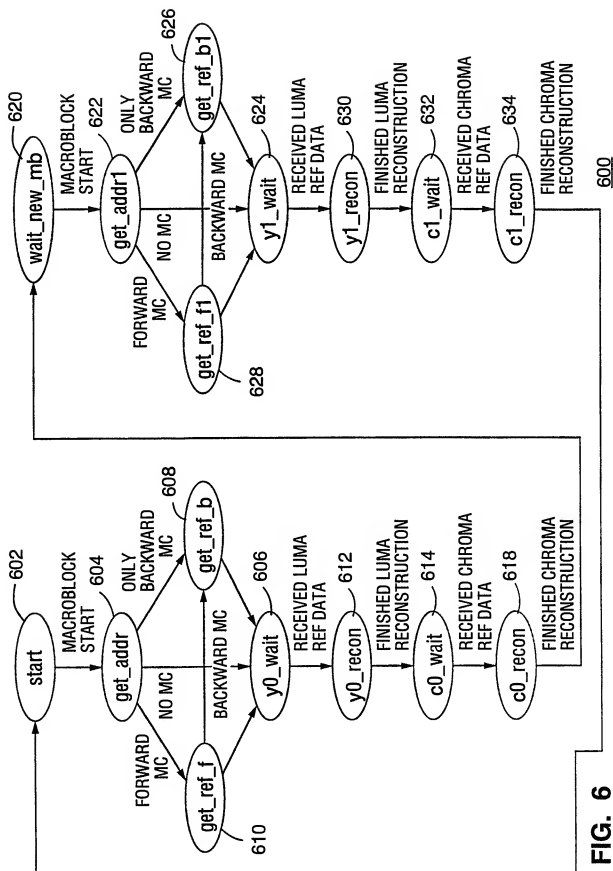 602
start
MACROBLOCK
START
604
get_addr
FORWARD
MC
NO MC
ONLY
BACKWARD
MC
608
get_ref_f
610
BACKWARD MC
get_ref_b
606
y0_wait
RECEIVED LUMA
REF DATA
612
y0_recon
FINISHED LUMA
RECONSTRUCTION
614
c0_wait
RECEIVED CHROMA
REF DATA
618
c0_recon
FINISHED CHROMA
RECONSTRUCTION
620
wait_new_mb
MACROBLOCK
START
622
get_addr1
FORWARD
MC
NO MC
ONLY
BACKWARD
MC
626
get_ref_f1
628
BACKWARD MC
get_ref_b1
624
y1_wait
RECEIVED LUMA
REF DATA
630
y1_recon
FINISHED LUMA
RECONSTRUCTION
632
c1_wait
RECEIVED CHROMA
REF DATA
634
c1_recon
FINISHED CHROMA
RECONSTRUCTION
600
FIG. 6